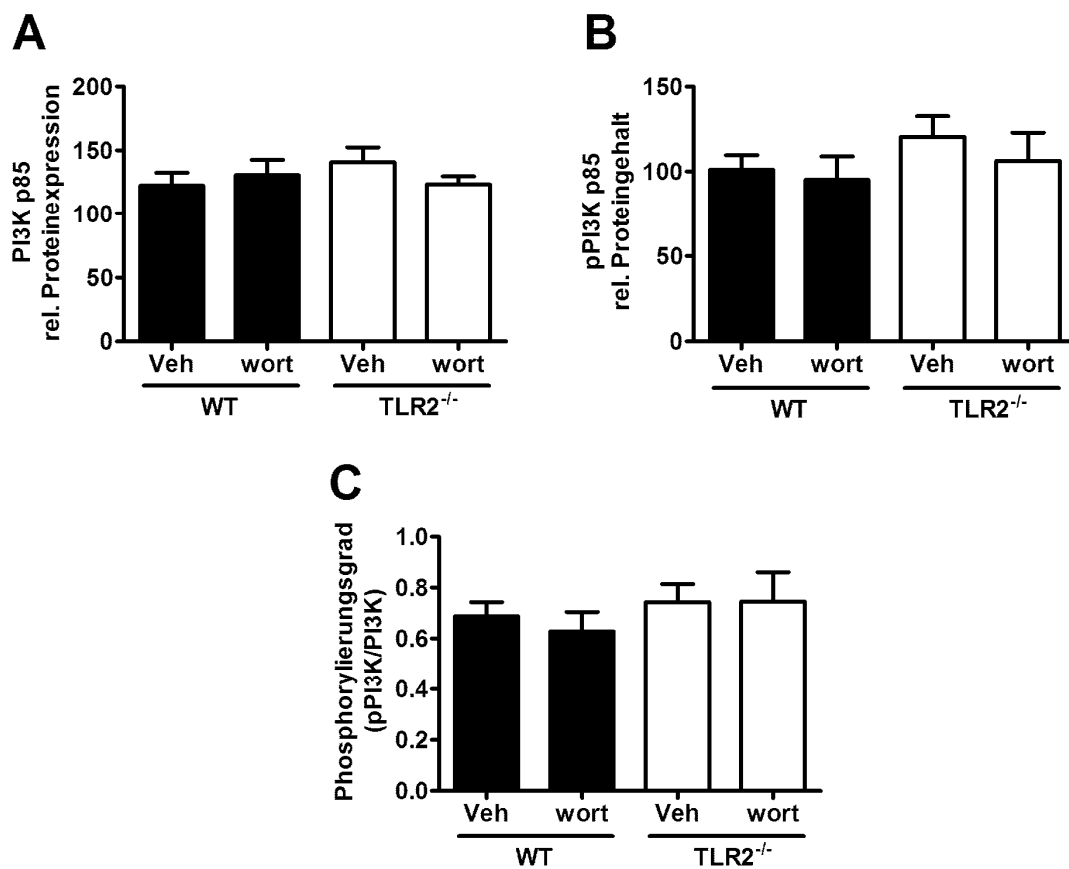 A
PI3K p85
rel. Proteinexpression
200
150
100
50
0
Veh wort Veh wort
WT TLR2⁻/⁻
B
pPI3K p85
rel. Proteingehalt
150
100
50
0
Veh wort Veh wort
WT TLR2⁻/⁻
C
Phosphorylierungsgrad
(pPI3K/PI3K)
1.0
0.8
0.6
0.4
0.2
0.0
Veh wort Veh wort
WT TLR2⁻/⁻